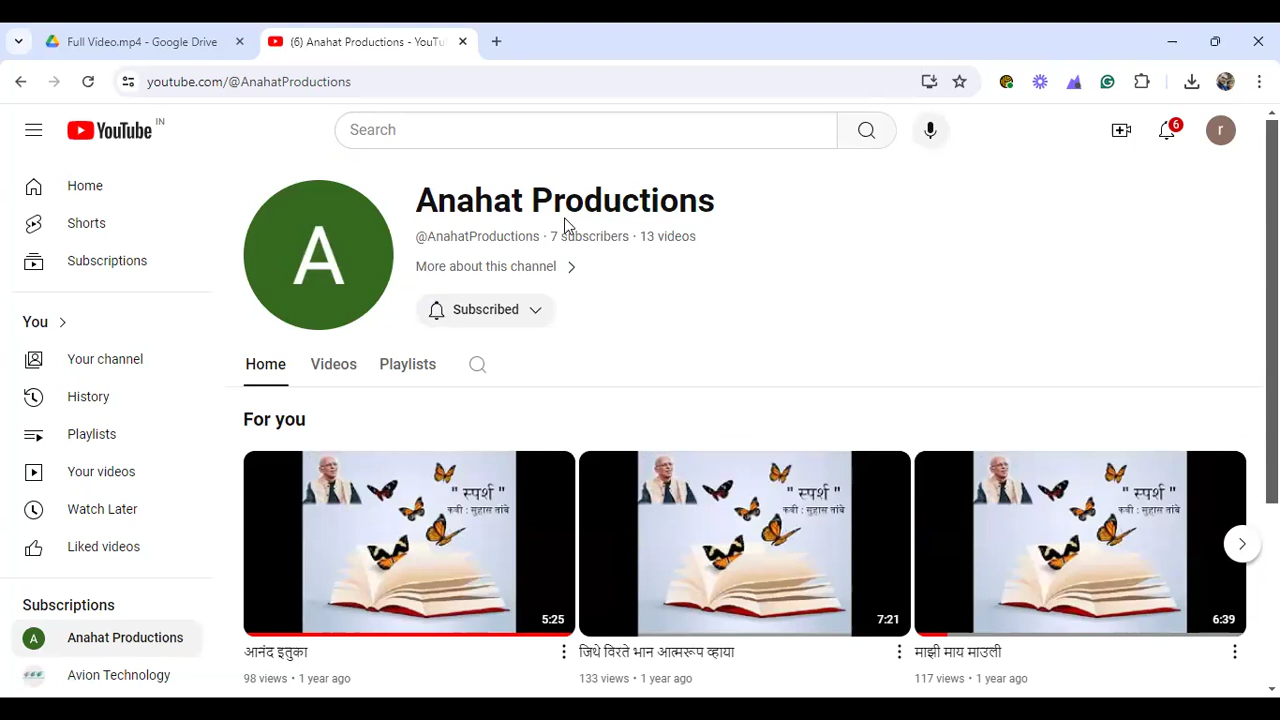 Full Video.mp4 - Google Drive
(6) Anahat Productions - YouTu
youtube.com/@AnahatProductions
YouTube IN
Search
6
r
Home
Shorts
Subscriptions
You
Your channel
History
Playlists
Your videos
Watch Later
Liked videos
Subscriptions
A Anahat Productions
Avion Technology
A
Anahat Productions
@AnahatProductions · 7 subscribers · 13 videos
More about this channel
Subscribed
Home Videos Playlists
For you
" स्पर्श "
कवी : सुहास तांबे
5:25
आनंद इतुका
98 views · 1 year ago
" स्पर्श "
कवी : सुहास तांबे
7:21
जिथे विरते भान आत्मरूप व्हाया
133 views · 1 year ago
" स्पर्श "
कवी : सुहास तांबे
6:39
माझी माय माउली
117 views · 1 year ago